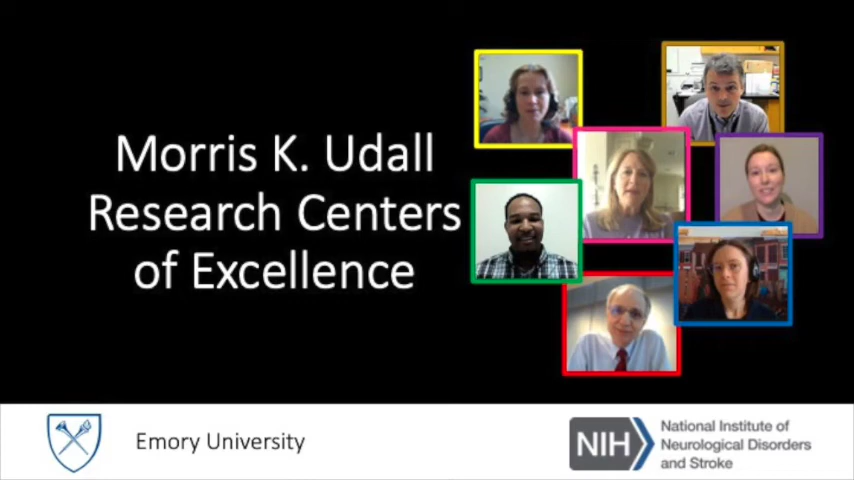 Morris K. Udall
Research Centers
of Excellence
Emory University
NIH
National Institute of
Neurological Disorders
and Stroke